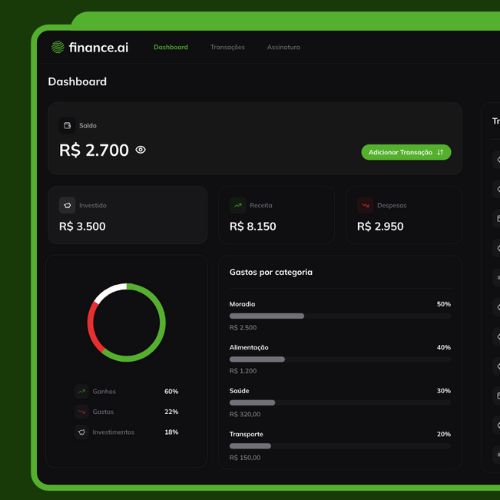 finance.ai
Dashboard
Transações
Assinatura
Dashboard
Saldo
R$ 2.700
Adicionar Transação
Investido
R$ 3.500
Receita
R$ 8.150
Despesas
R$ 2.950
Ganhos 60%
Gastos 22%
Investimentos 18%
Gastos por categoria
Moradia 50%
R$ 2.500
Alimentação 40%
R$ 1.200
Saúde 30%
R$ 320,00
Transporte 20%
R$ 150,00